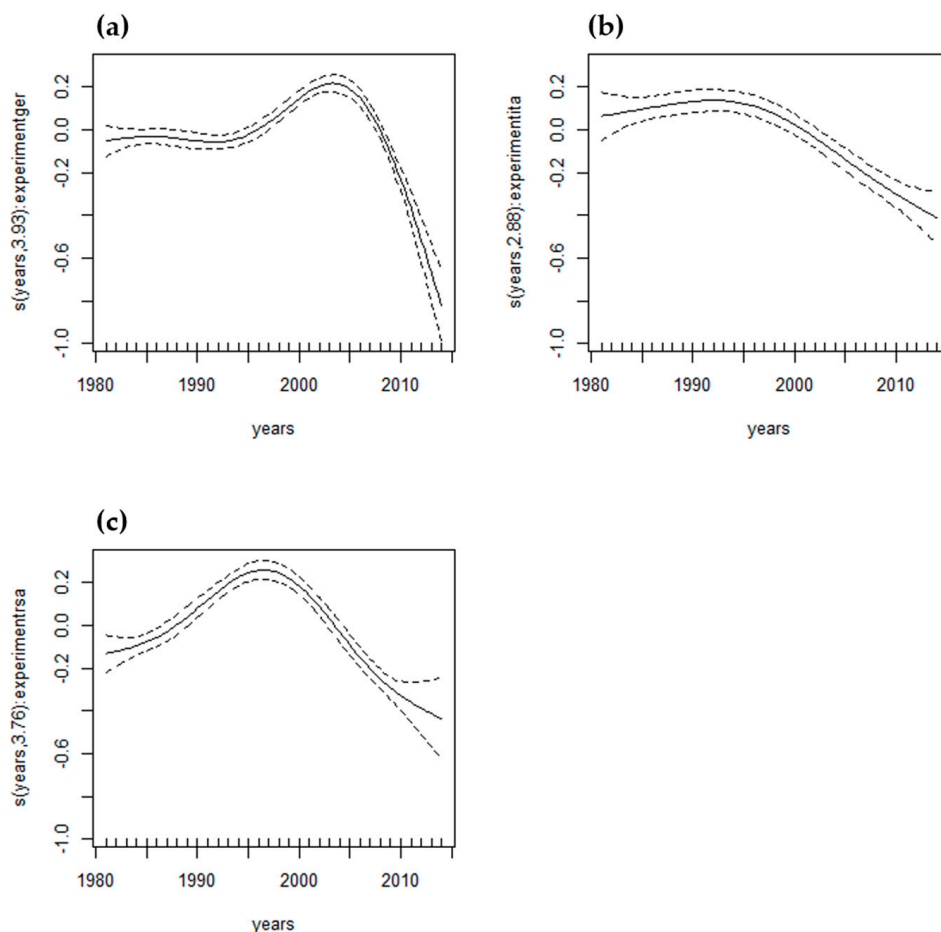 (a)
s(years,3.93):experimentger
0.2
0.0
-0.2
-0.6
-1.0
1980 1990 2000 2010
years
(b)
s(years,2.88):experimentita
0.2
0.0
-0.2
-0.6
-1.0
1980 1990 2000 2010
years
(c)
s(years,3.76):experimentrsa
0.2
0.0
-0.2
-0.6
-1.0
1980 1990 2000 2010
years